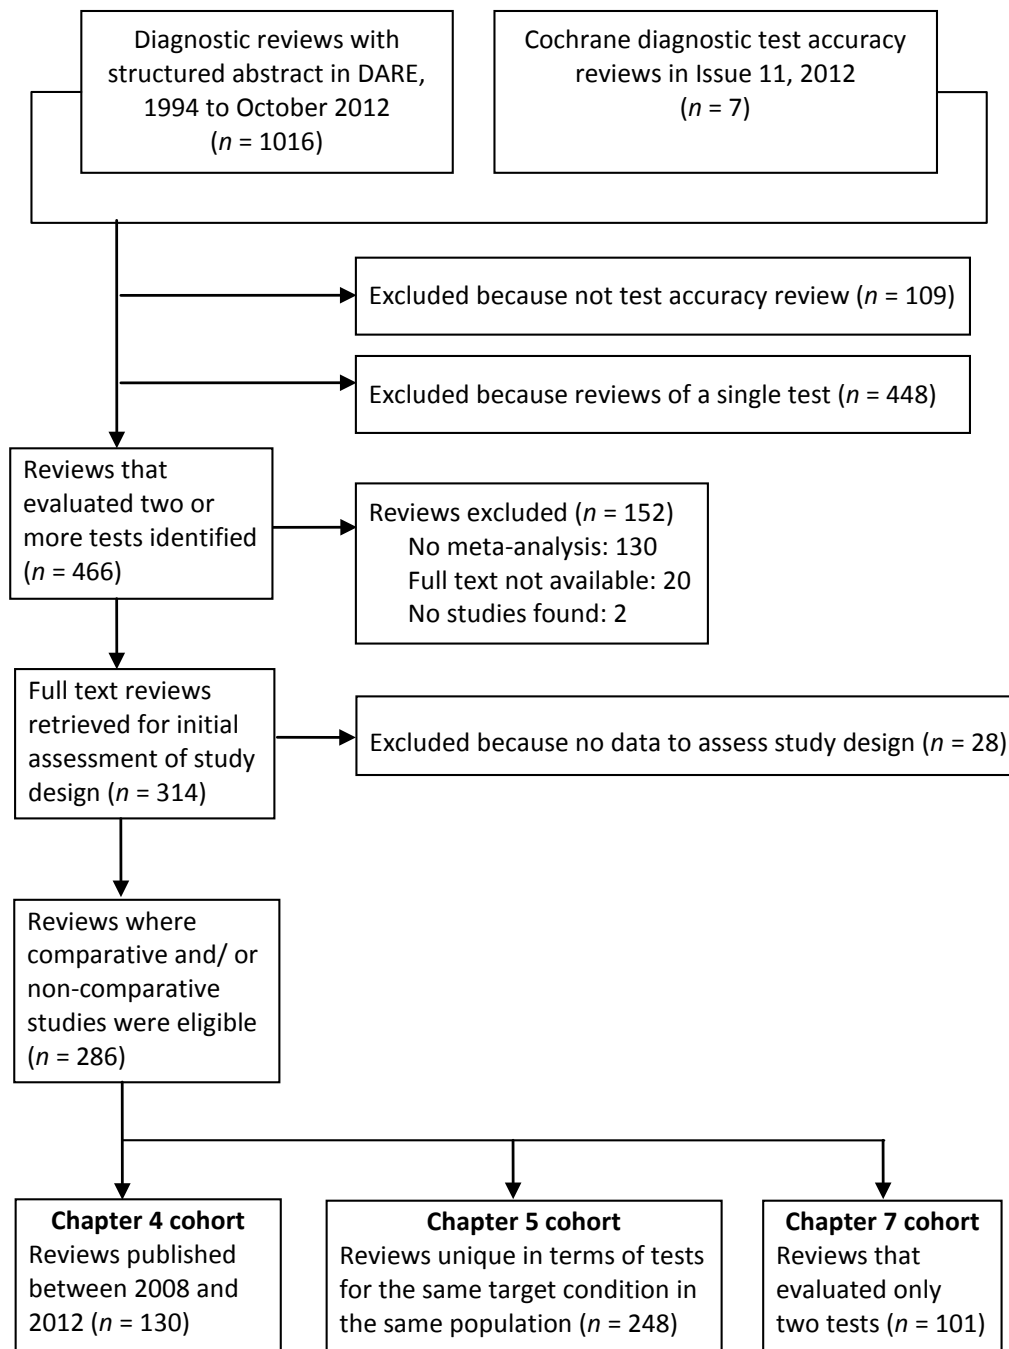 Diagnostic reviews with
structured abstract in DARE,
1994 to October 2012
(n = 1016)
Cochrane diagnostic test accuracy
reviews in Issue 11, 2012
(n = 7)
Excluded because not test accuracy review (n = 109)
Excluded because reviews of a single test (n = 448)
Reviews that
evaluated two or
more tests identified
(n = 466)
Reviews excluded (n = 152)
No meta-analysis: 130
Full text not available: 20
No studies found: 2
Full text reviews
retrieved for initial
assessment of study
design (n = 314)
Excluded because no data to assess study design (n = 28)
Reviews where
comparative and/ or
non-comparative
studies were eligible
(n = 286)
Chapter 4 cohort
Reviews published
between 2008 and
2012 (n = 130)
Chapter 5 cohort
Reviews unique in terms of tests
for the same target condition in
the same population (n = 248)
Chapter 7 cohort
Reviews that
evaluated only
two tests (n = 101)